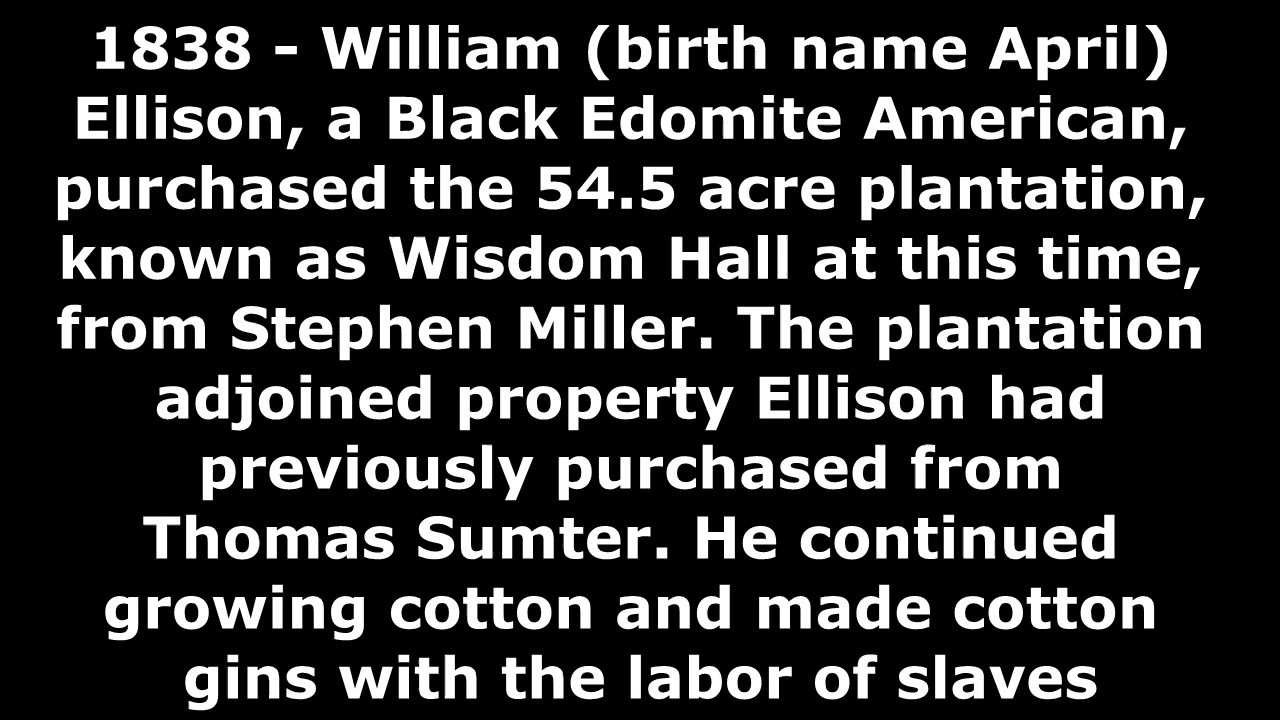 1838 - William (birth name April)
Ellison, a Black Edomite American,
purchased the 54.5 acre plantation,
known as Wisdom Hall at this time,
from Stephen Miller. The plantation
adjoined property Ellison had
previously purchased from
Thomas Sumter. He continued
growing cotton and made cotton
gins with the labor of slaves